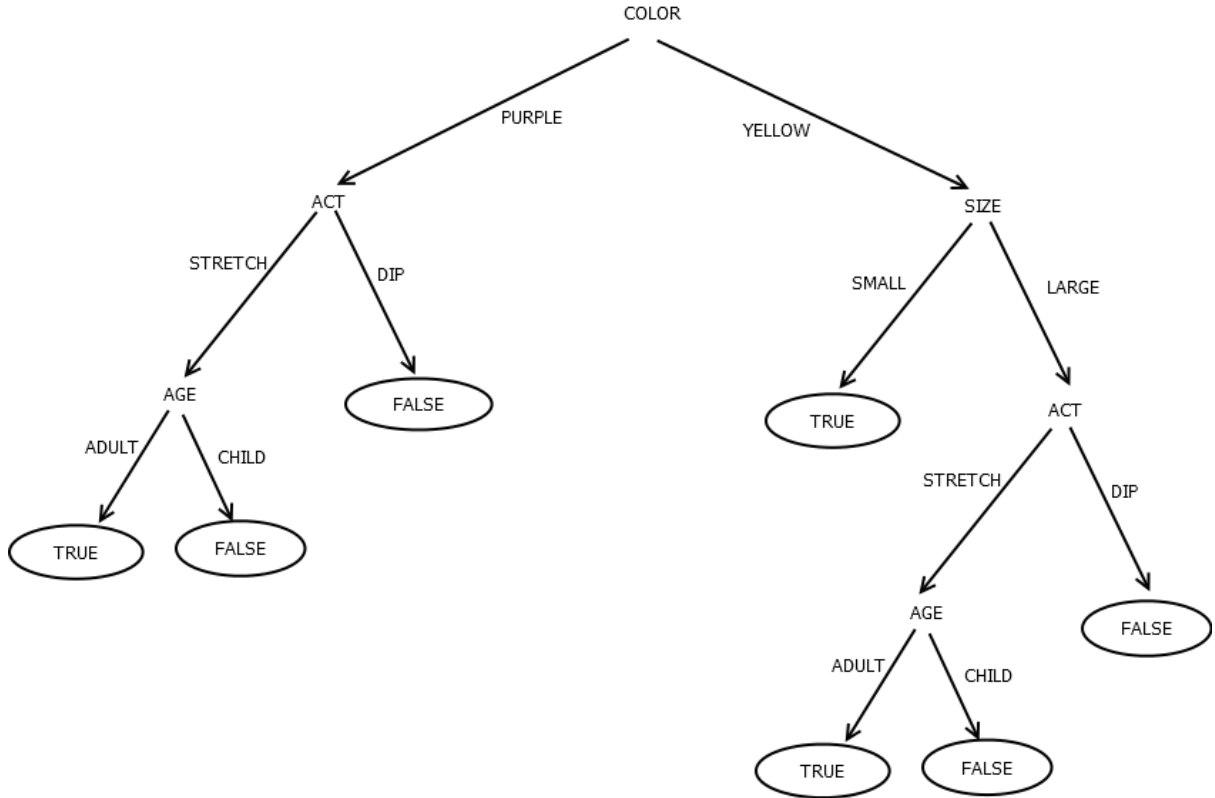 COLOR
PURPLE
YELLOW
ACT
SIZE
STRETCH
DIP
SMALL
LARGE
AGE
FALSE
TRUE
ACT
ADULT
CHILD
STRETCH
DIP
TRUE
FALSE
AGE
FALSE
ADULT
CHILD
TRUE
FALSE